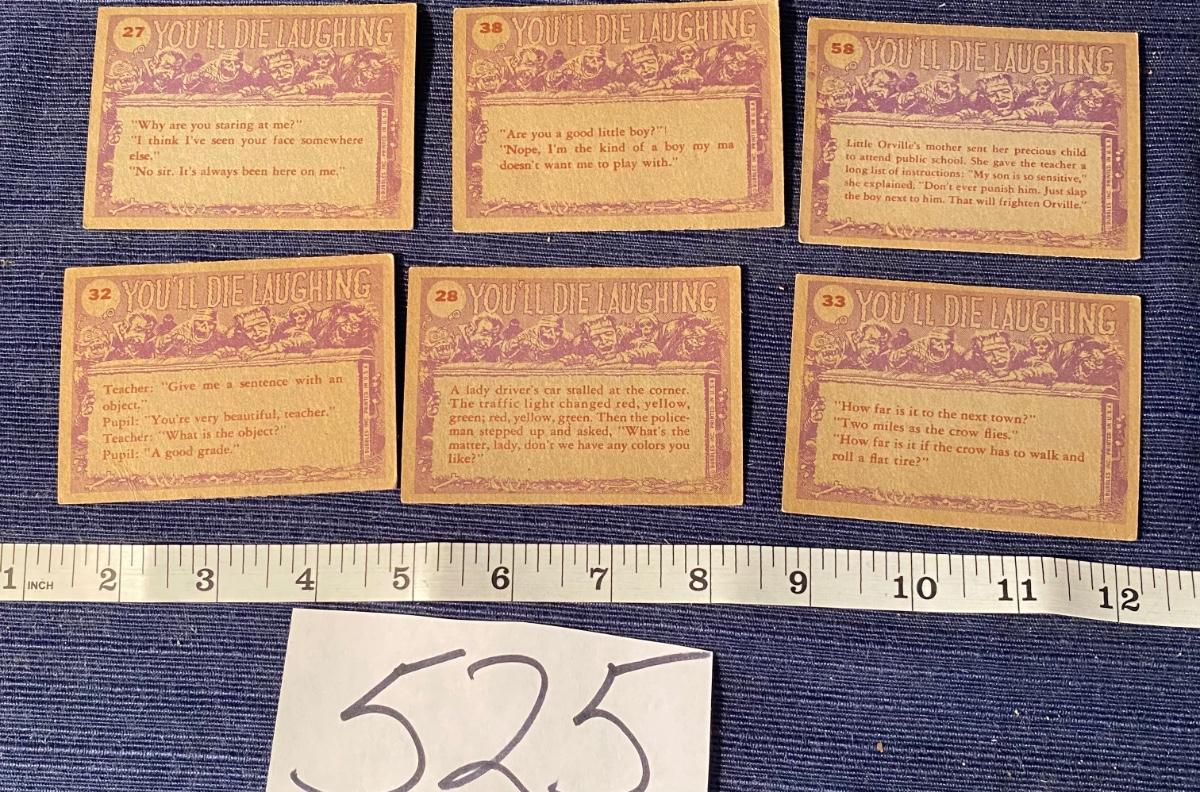 27 YOU'LL DIE LAUGHING
"Why are you staring at me?"
"I think I've seen your face somewhere
else."
"No sir. It's always been here on me."
38 YOU'LL DIE LAUGHING
"Are you a good little boy?"!
"Nope, I'm the kind of a boy my ma
doesn't want me to play with."
58 YOU'LL DIE LAUGHING
Little Orville's mother sent her precious child
to attend public school. She gave the teacher a
long list of instructions: "My son is so sensitive,"
she explained, "Don't ever punish him. Just slap
the boy next to him. That will frighten Orville."
32 YOU'LL DIE LAUGHING
Teacher: "Give me a sentence with an
object."
Pupil: "You're very beautiful, teacher."
Teacher: "What is the object?"
Pupil: "A good grade."
28 YOU'LL DIE LAUGHING
A lady driver's car stalled at the corner.
The traffic light changed red, yellow,
green; red, yellow, green. Then the police-
man stepped up and asked, "What's the
matter, lady, don't we have any colors you
like?"
33 YOU'LL DIE LAUGHING
"How far is it to the next town?"
"Two miles as the crow flies."
"How far is it if the crow has to walk and
roll a flat tire?"
1 INCH 2 3 4 5 6 7 8 9 10 11 12
525